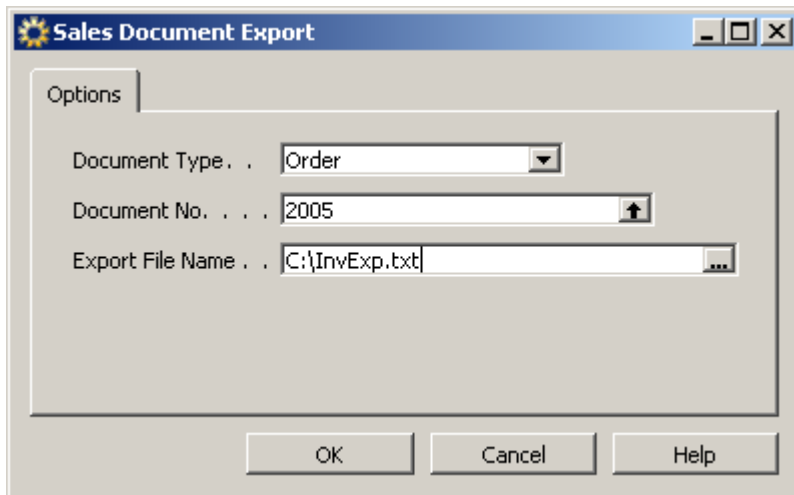 Sales Document Export
Options
Document Type. . Order
Document No. . . . 2005
Export File Name . . C:\InvExp.txt ...
OK Cancel Help